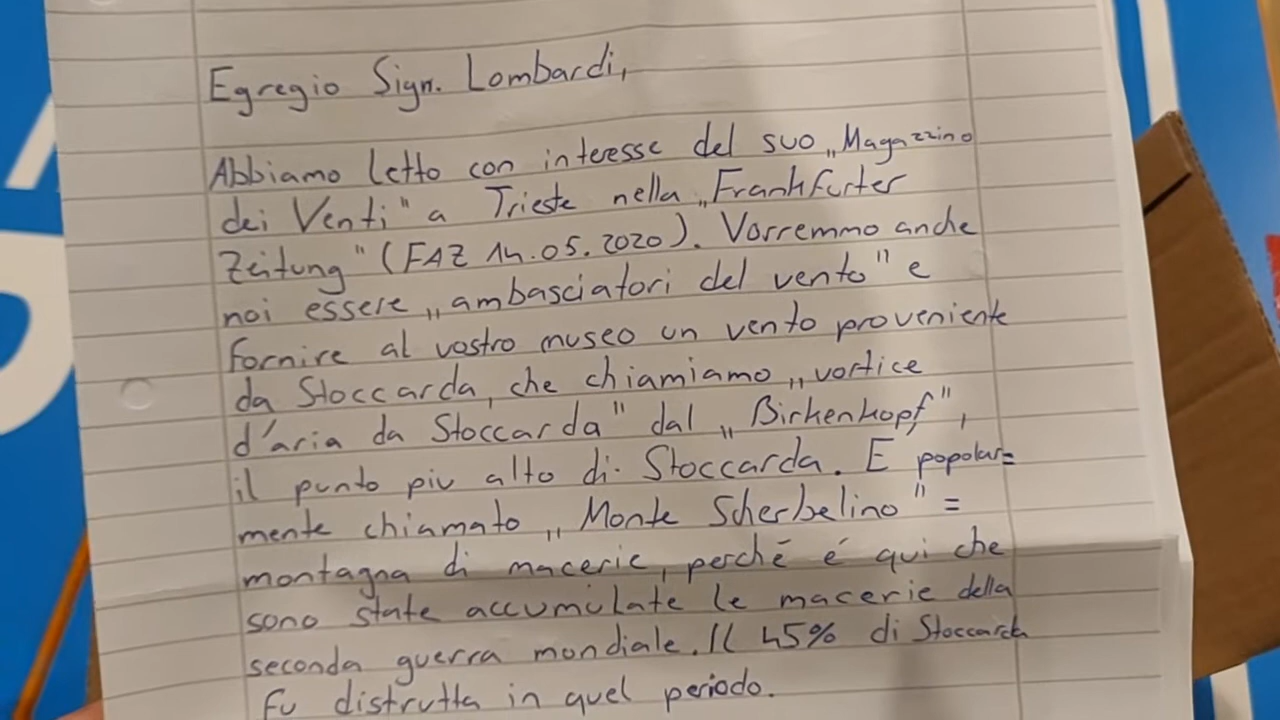 Egregio Sign. Lombardi,
Abbiamo letto con interesse del suo „Magazzino
dei Venti" a Trieste nella „Frankfurter
Zeitung" (FAZ 14.05.2020). Vorremmo anche
noi essere „ambasciatori del vento" e
fornire al vostro museo un vento proveniente
da Stoccarda, che chiamiamo „vortice
d'aria da Stoccarda" dal „Birkenkopf",
il punto piu alto di Stoccarda. E popolar=
mente chiamato „Monte Scherbelino" =
montagna di macerie, perché é qui che
sono state accumulate le macerie della
seconda guerra mondiale. Il 45% di Stoccarda
fu distrutta in quel periodo.